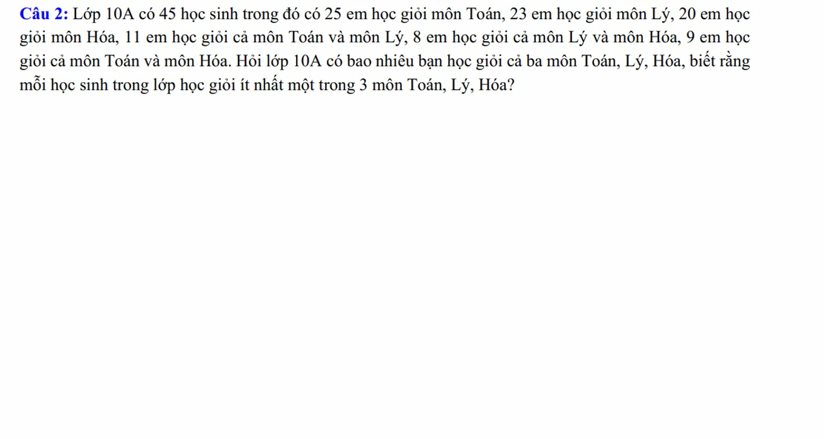 Câu 2: Lớp 10A có 45 học sinh trong đó có 25 em học giỏi môn Toán, 23 em học giỏi môn Lý, 20 em học
giỏi môn Hóa, 11 em học giỏi cả môn Toán và môn Lý, 8 em học giỏi cả môn Lý và môn Hóa, 9 em học
giỏi cả môn Toán và môn Hóa. Hỏi lớp 10A có bao nhiêu bạn học giỏi cả ba môn Toán, Lý, Hóa, biết rằng
mỗi học sinh trong lớp học giỏi ít nhất một trong 3 môn Toán, Lý, Hóa?